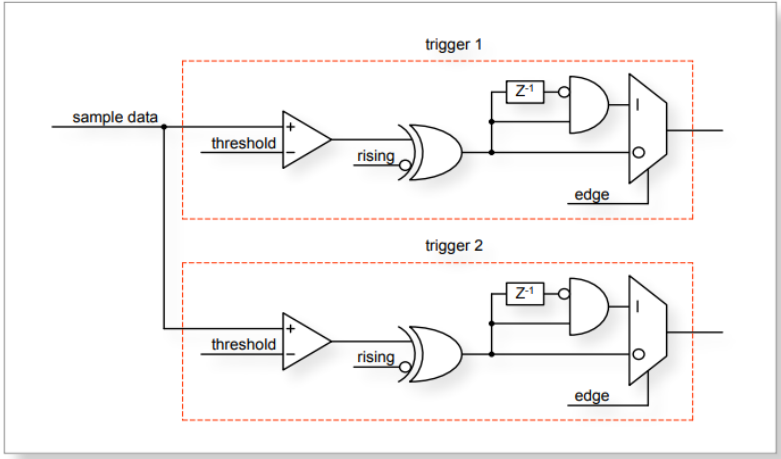 trigger 1
sample data
+
threshold
−
rising
Z⁻¹
I
O
edge
trigger 2
+
threshold
−
rising
Z⁻¹
I
O
edge